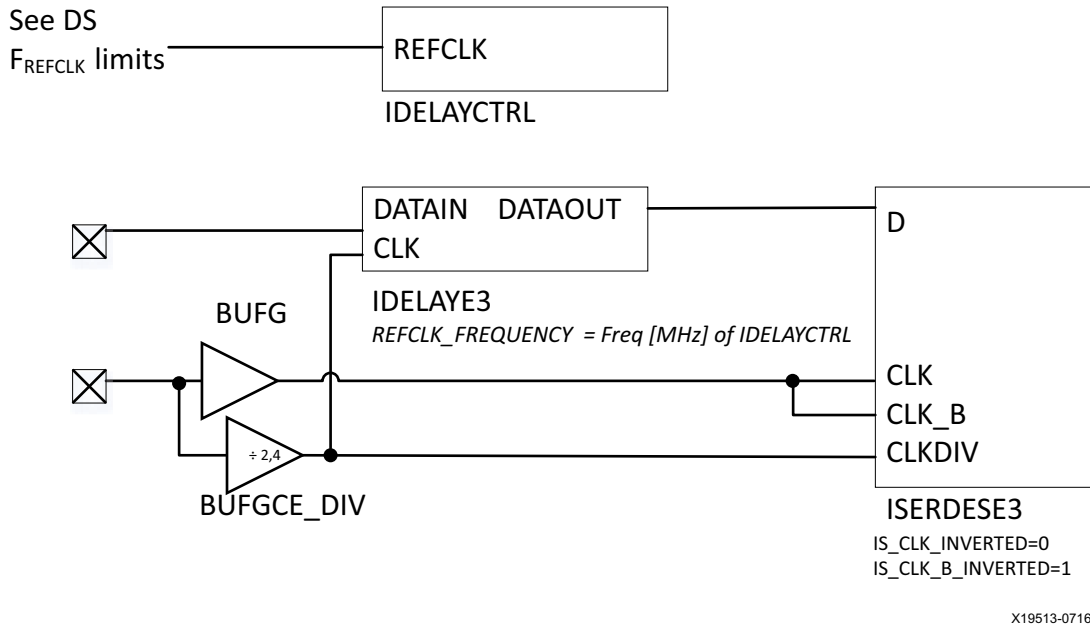 See DS
FREFCLK limits
REFCLK
IDELAYCTRL
DATAIN DATAOUT
CLK
D
IDELAYE3
REFCLK_FREQUENCY = Freq [MHz] of IDELAYCTRL
BUFG
CLK
CLK_B
÷ 2,4
CLKDIV
BUFGCE_DIV
ISERDESE3
IS_CLK_INVERTED=0
IS_CLK_B_INVERTED=1
X19513-0716